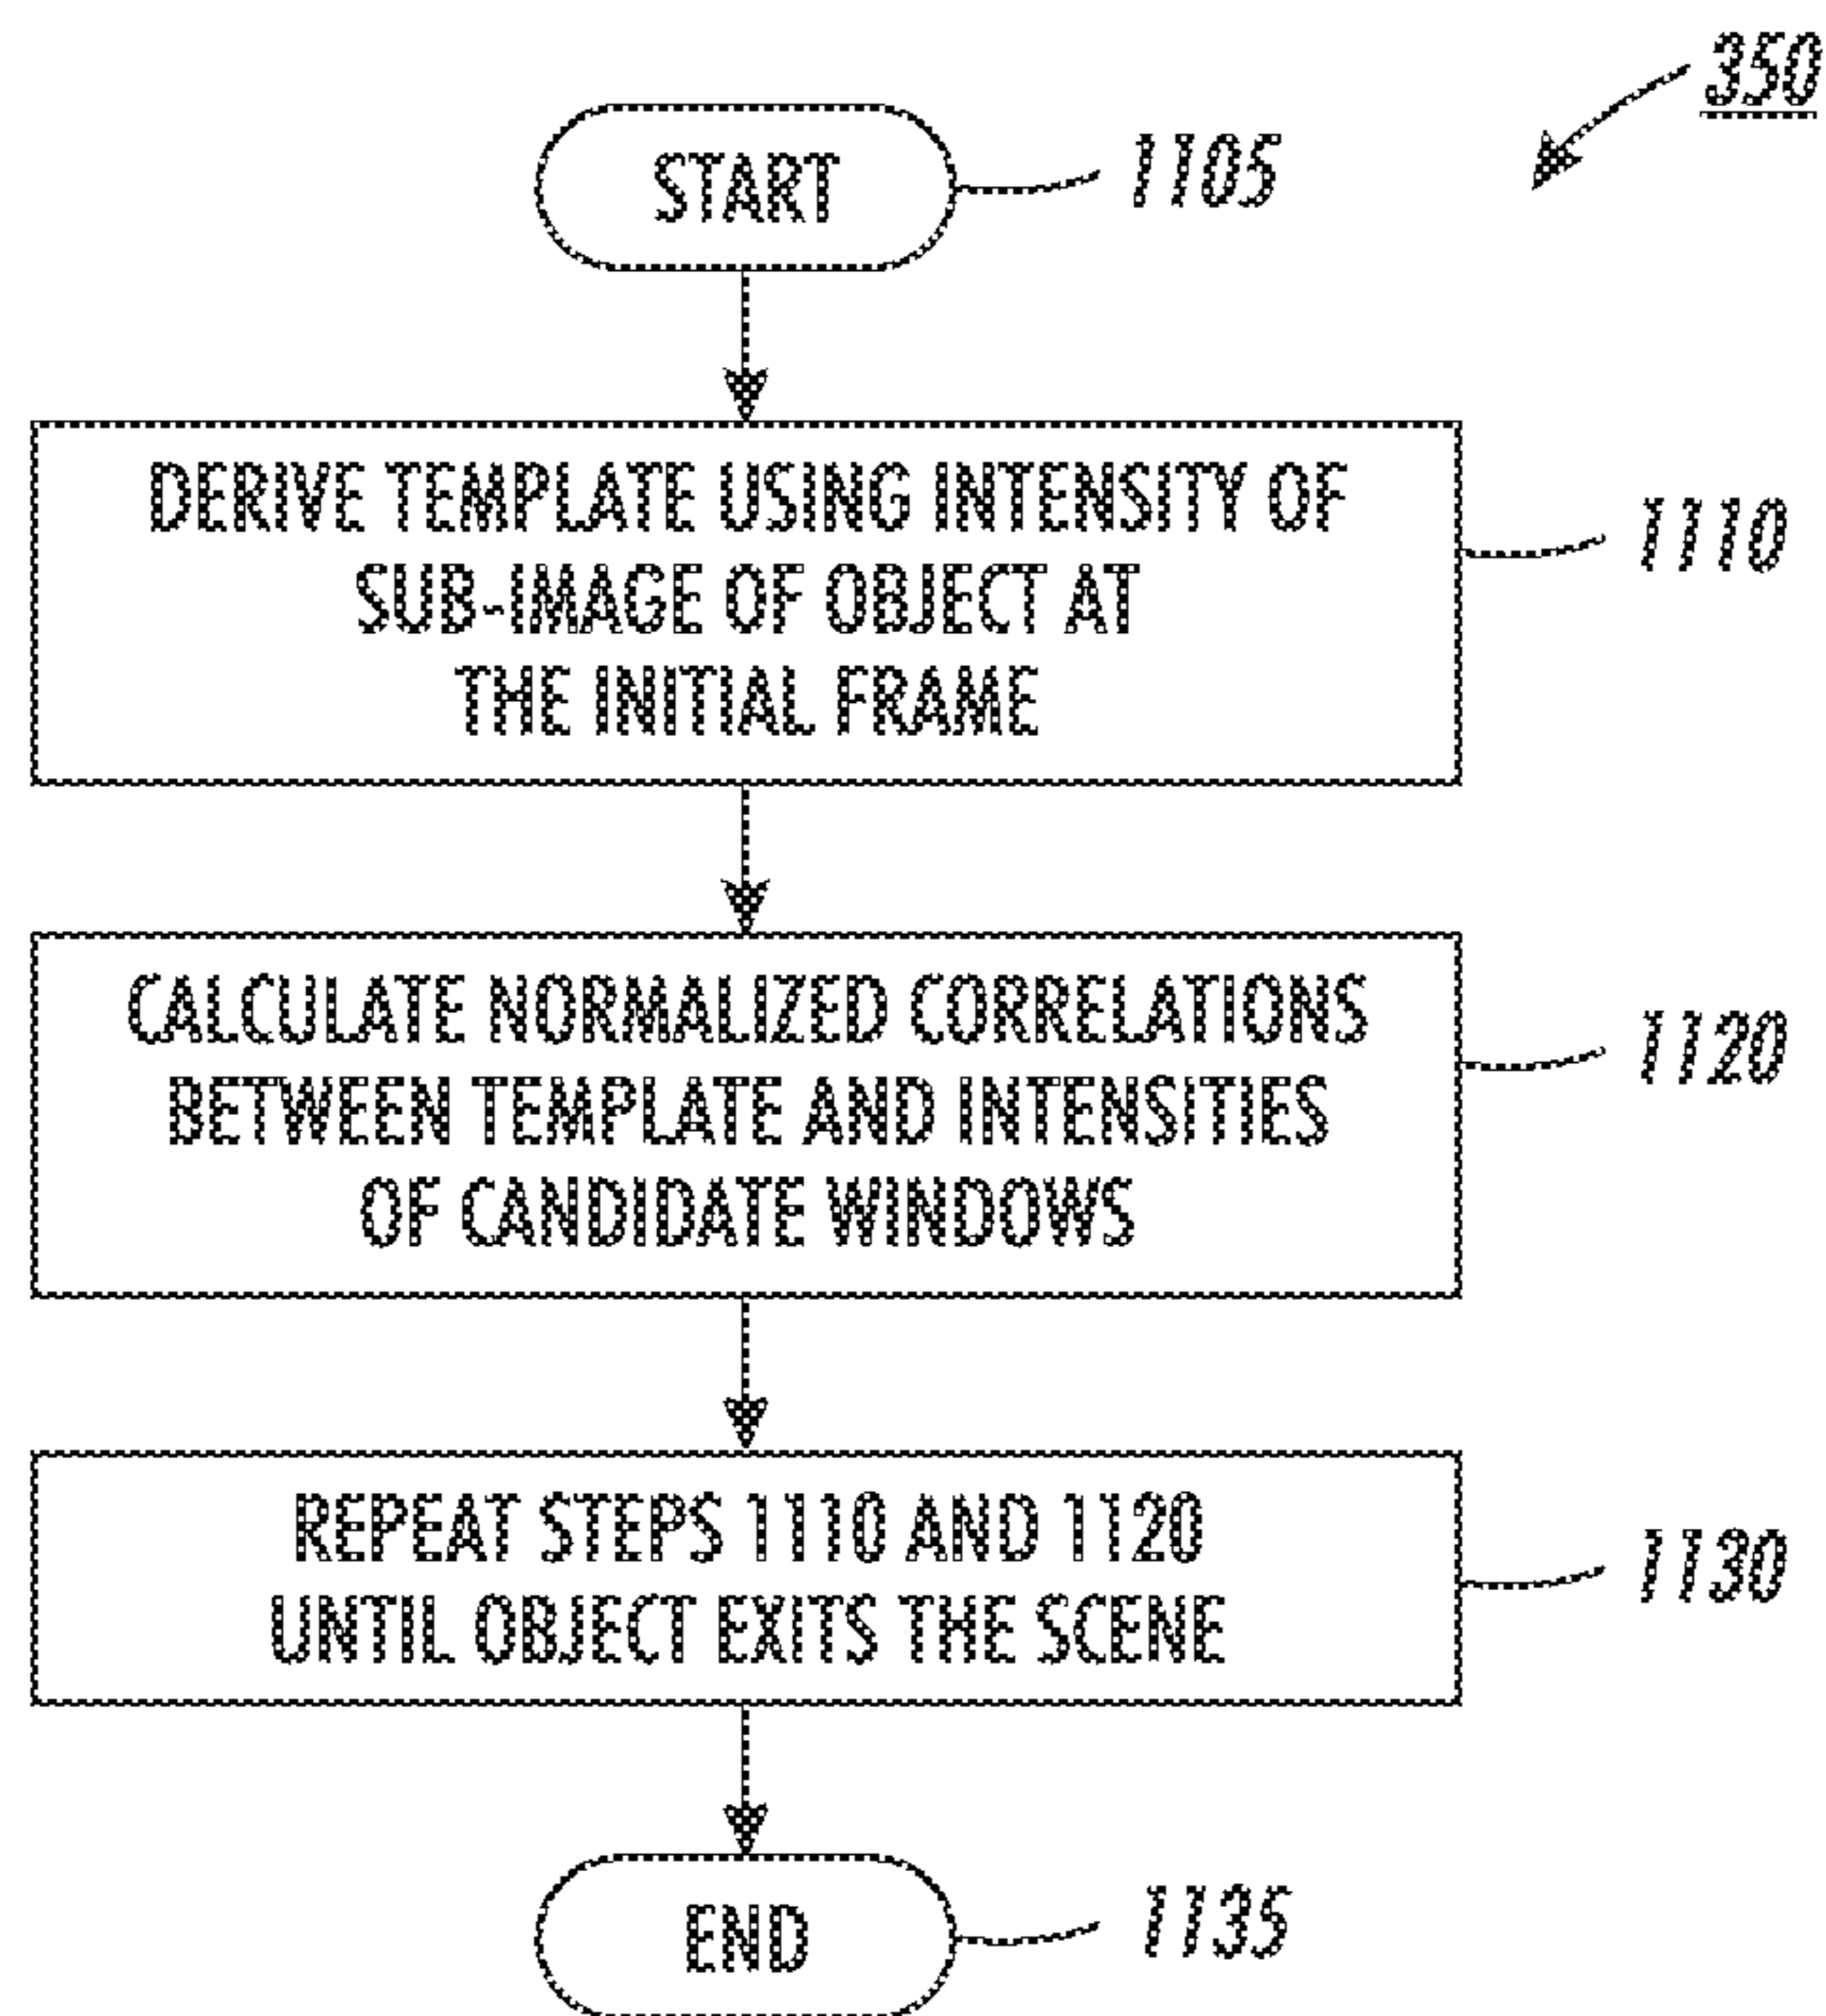 350
START
1105
DERIVE TEMPLATE USING INTENSITY OF
SUB-IMAGE OF OBJECT AT
THE INITIAL FRAME
1110
CALCULATE NORMALIZED CORRELATIONS
BETWEEN TEMPLATE AND INTENSITIES
OF CANDIDATE WINDOWS
1120
REPEAT STEPS 1110 AND 1120
UNTIL OBJECT EXITS THE SCENE
1130
END
1135